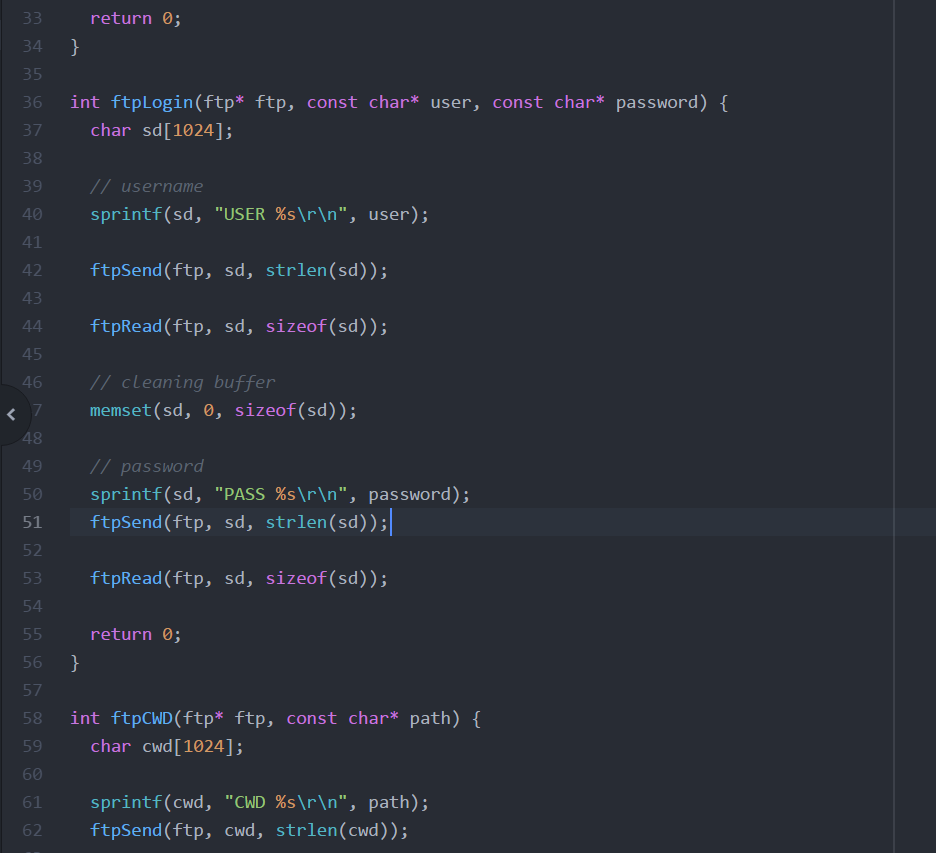 33 return 0;
34 }
35
36 int ftpLogin(ftp* ftp, const char* user, const char* password) {
37 char sd[1024];
38
39 // username
40 sprintf(sd, "USER %s\r\n", user);
41
42 ftpSend(ftp, sd, strlen(sd));
43
44 ftpRead(ftp, sd, sizeof(sd));
45
46 // cleaning buffer
7 memset(sd, 0, sizeof(sd));
48
49 // password
50 sprintf(sd, "PASS %s\r\n", password);
51 ftpSend(ftp, sd, strlen(sd));
52
53 ftpRead(ftp, sd, sizeof(sd));
54
55 return 0;
56 }
57
58 int ftpCWD(ftp* ftp, const char* path) {
59 char cwd[1024];
60
61 sprintf(cwd, "CWD %s\r\n", path);
62 ftpSend(ftp, cwd, strlen(cwd));